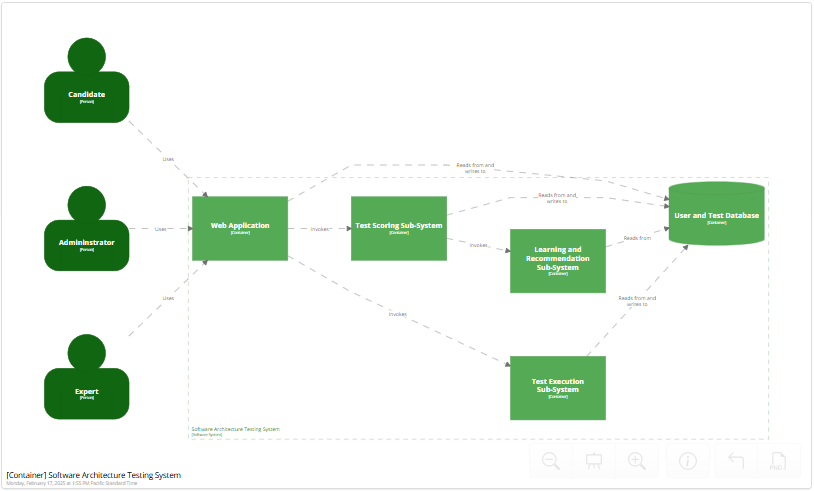 Candidate
[Person]
Admininstrator
[Person]
Expert
[Person]
Uses
Uses
Uses
Web Application
[Container]
Invokes
Test Scoring Sub-System
[Container]
Reads from and
writes to
Reads from and
writes to
Invokes
Learning and
Recommendation
Sub-System
[Container]
Reads from
User and Test Database
[Container]
Invokes
Test Execution
Sub-System
[Container]
Reads from and
writes to
Software Architecture Testing System
[Software System]
[Container] Software Architecture Testing System
Monday, February 17, 2025 at 1:55 PM Pacific Standard Time
PNG